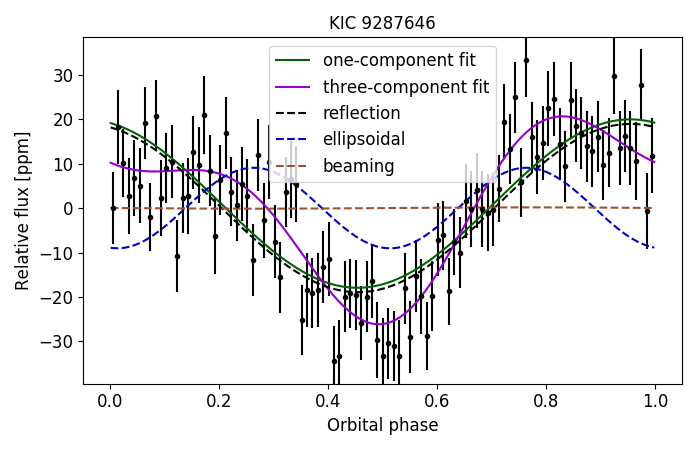 KIC 9287646
one-component fit
three-component fit
reflection
ellipsoidal
beaming
Relative flux [ppm]
30
20
10
0
−10
−20
−30
0.0 0.2 0.4 0.6 0.8 1.0
Orbital phase